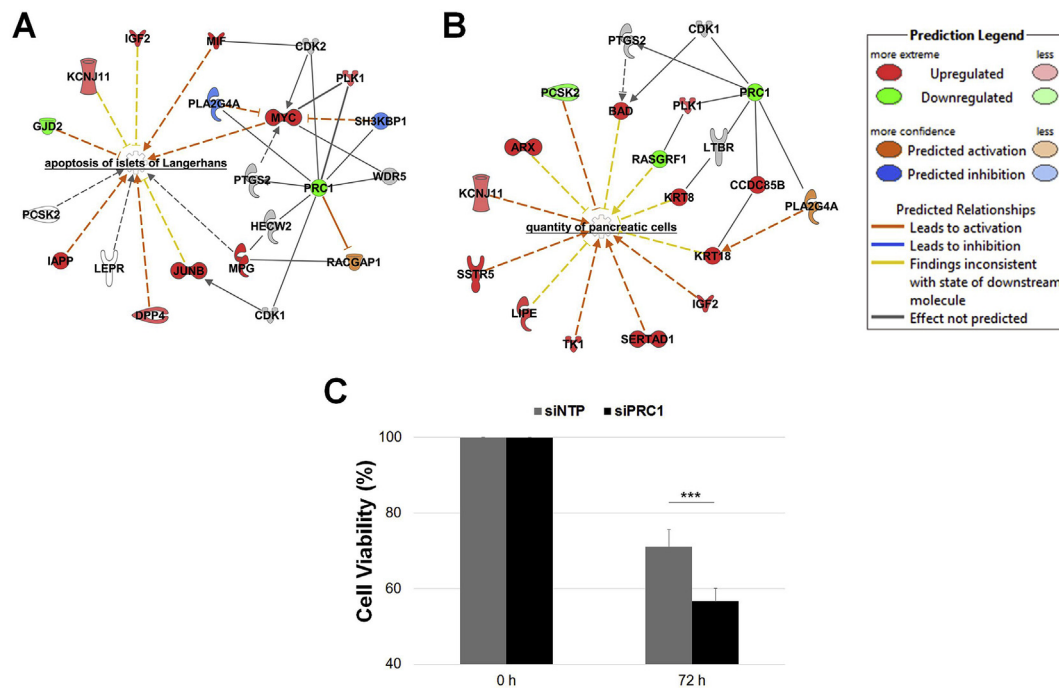 A
IGF2
MIF
CDK2
KCNJ11
PLK1
PLA2G4A
MYC
SH3KBP1
GJD2
apoptosis of islets of Langerhans
PTGS2
PRC1
WDR5
PCSK2
HECW2
IAPP
LEPR
JUNB
MPG
RACGAP1
DPP4
CDK1
B
PTGS2
CDK1
PCSK2
PLK1
PRC1
BAD
ARX
RASGRF1
LTBR
KCNJ11
KRT8
CCDC85B
PLA2G4A
quantity of pancreatic cells
SSTR5
KRT18
LIPE
IGF2
TK1
SERTAD1
Prediction Legend
more extreme less
Upregulated
Downregulated
more confidence less
Predicted activation
Predicted inhibition
Predicted Relationships
Leads to activation
Leads to inhibition
Findings inconsistent
with state of downstream
molecule
Effect not predicted
C
siNTP siPRC1
Cell Viability (%)
100
80
60
40
***
0 h 72 h